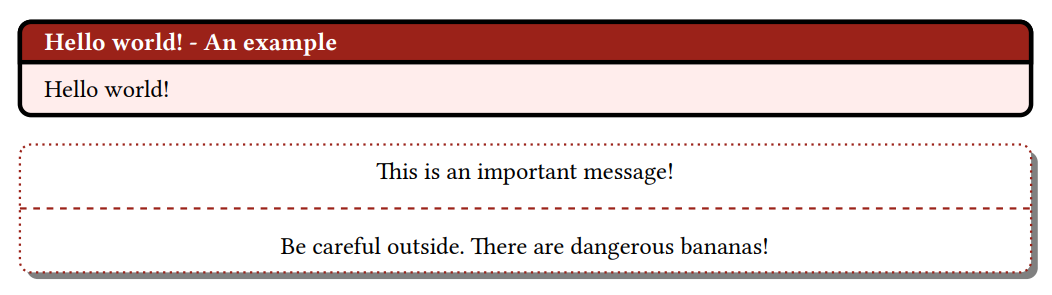 Hello world! - An example
Hello world!
This is an important message!
Be careful outside. There are dangerous bananas!